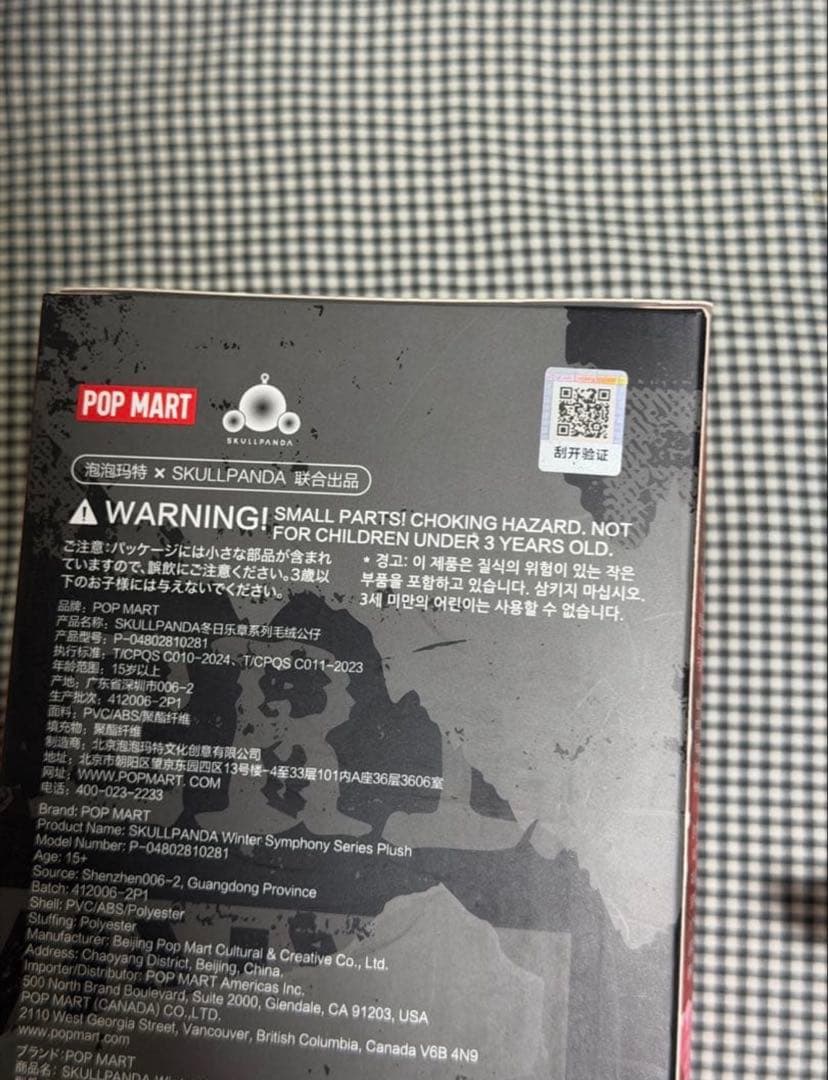 POP MART
SKULLPANDA
刮开验证
泡泡玛特 × SKULLPANDA 联合出品
WARNING! SMALL PARTS! CHOKING HAZARD. NOT
FOR CHILDREN UNDER 3 YEARS OLD.
ご注意:パッケージには小さな部品が含まれ
ていますので、誤飲にご注意ください。3歳以
下のお子様には与えないでください。
* 경고: 이 제품은 질식의 위험이 있는 작은
부품을 포함하고 있습니다. 삼키지 마십시오.
3세 미만의 어린이는 사용할 수 없습니다.
品牌: POP MART
产品名称: SKULLPANDA冬日乐章系列毛绒公仔
产品型号: P-04802810281
执行标准: T/CPQS C010-2024、T/CPQS C011-2023
年龄范围: 15岁以上
产地: 广东省深圳市006-2
生产批次: 412006-2P1
面料: PVC/ABS/聚酯纤维
填充物: 聚酯纤维
制造商: 北京泡泡玛特文化创意有限公司
地址: 北京市朝阳区望京东园四区13号楼-4至33层101内A座36层3606室
网址: WWW.POPMART.COM
电话: 400-023-2233
Brand: POP MART
Product Name: SKULLPANDA Winter Symphony Series Plush
Model Number: P-04802810281
Age: 15+
Source: Shenzhen006-2, Guangdong Province
Batch: 412006-2P1
Shell: PVC/ABS/Polyester
Stuffing: Polyester
Manufacturer: Beijing Pop Mart Cultural & Creative Co., Ltd.
Address: Chaoyang District, Beijing, China,
Importer/Distributor: POP MART Americas Inc.
500 North Brand Boulevard, Suite 2000, Glendale, CA 91203, USA
POP MART (CANADA) CO.,LTD.
2110 West Georgia Street, Vancouver, British Columbia, Canada V6B 4N9
www.popmart.com
ブランド:POP MART
商品名: SKULLPANDA